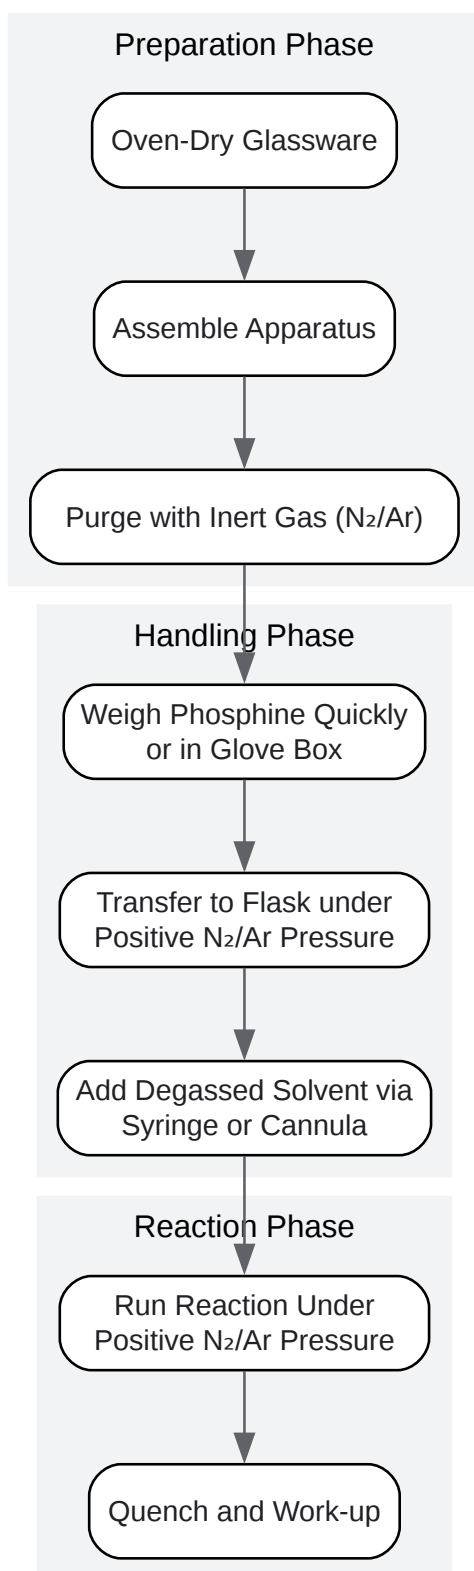 Preparation Phase
Oven-Dry Glassware
Assemble Apparatus
Purge with Inert Gas (N₂/Ar)
Handling Phase
Weigh Phosphine Quickly
or in Glove Box
Transfer to Flask under
Positive N₂/Ar Pressure
Add Degassed Solvent via
Syringe or Cannula
Reaction Phase
Run Reaction Under
Positive N₂/Ar Pressure
Quench and Work-up